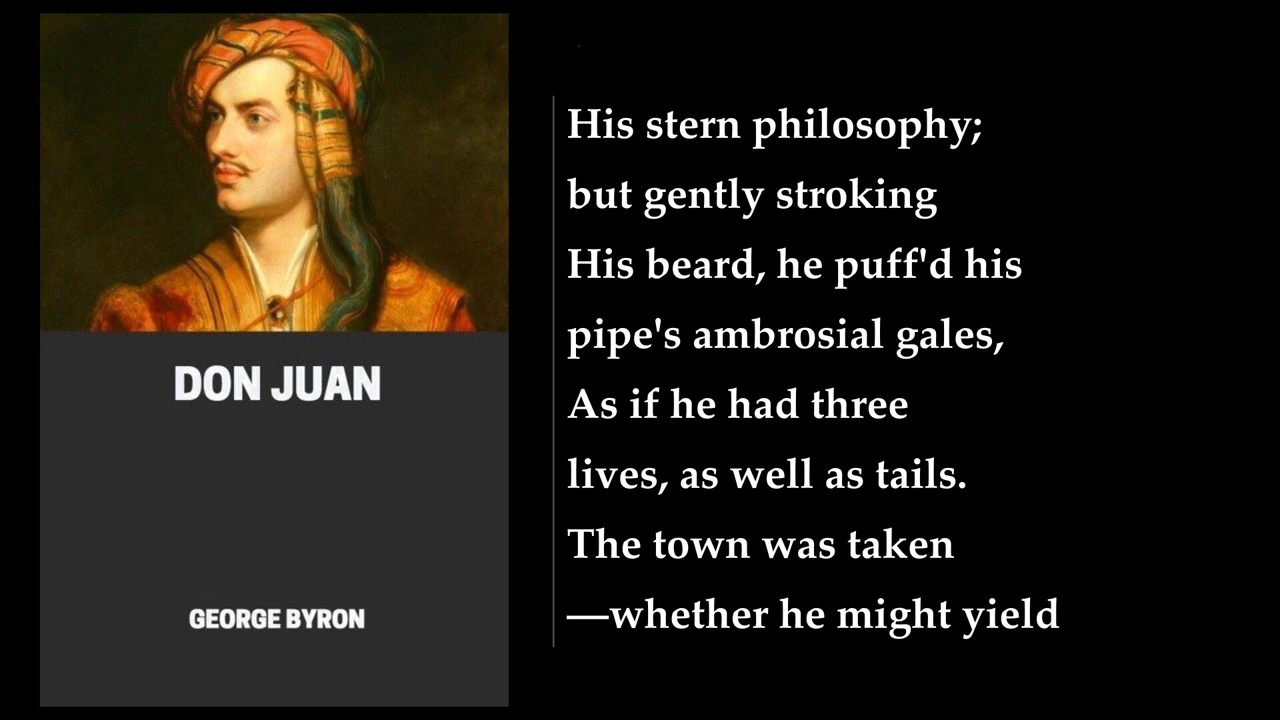 DON JUAN
GEORGE BYRON
His stern philosophy;
but gently stroking
His beard, he puff'd his
pipe's ambrosial gales,
As if he had three
lives, as well as tails.
The town was taken
—whether he might yield